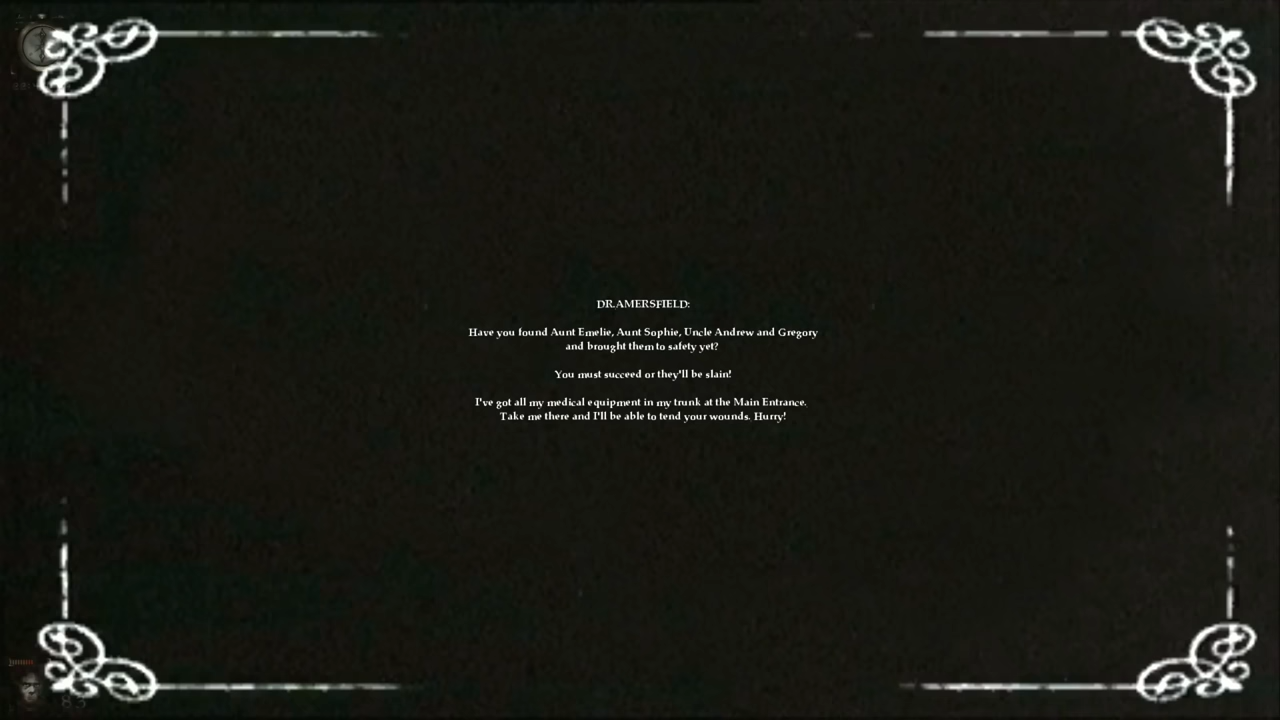 DR.AMERSFIELD:
Have you found Aunt Emelie, Aunt Sophie, Uncle Andrew and Gregory
and brought them to safety yet?
You must succeed or they'll be slain!
I've got all my medical equipment in my trunk at the Main Entrance.
Take me there and I'll be able to tend your wounds. Hurry!